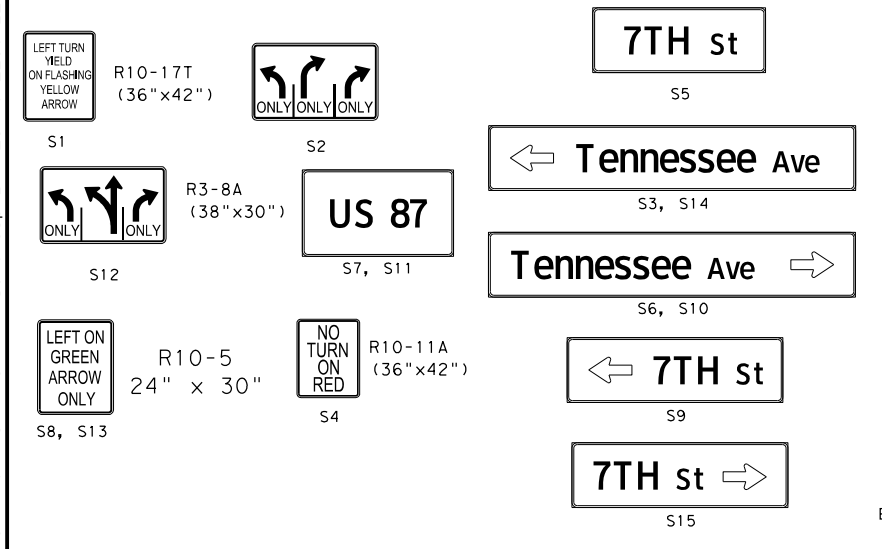 LEFT TURN
YIELD
ON FLASHING
YELLOW
ARROW
S1
R10-17T
(36"x42")
ONLY ONLY ONLY
S2
ONLY ONLY
S12
R3-8A
(38"x30")
US 87
S7, S11
LEFT ON
GREEN
ARROW
ONLY
S8, S13
R10-5
24" x 30"
NO
TURN
ON
RED
S4
R10-11A
(36"x42")
7TH St
S5
Tennessee Ave
S3, S14
Tennessee Ave
S6, S10
7TH St
S9
7TH St
S15